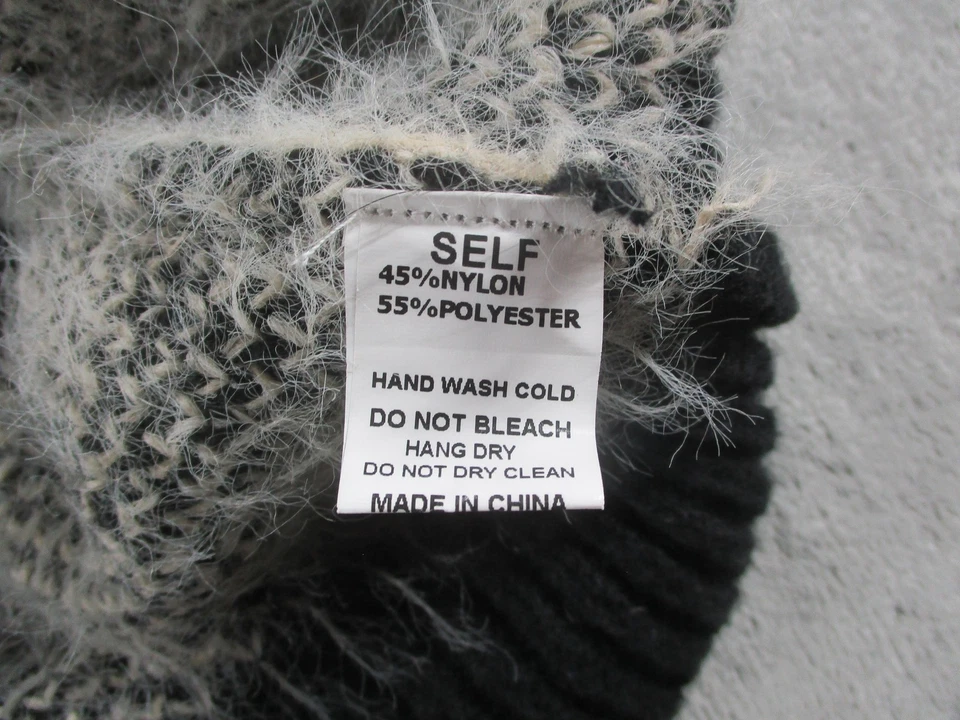 SELF
45%NYLON
55%POLYESTER
HAND WASH COLD
DO NOT BLEACH
HANG DRY
DO NOT DRY CLEAN
MADE IN CHINA